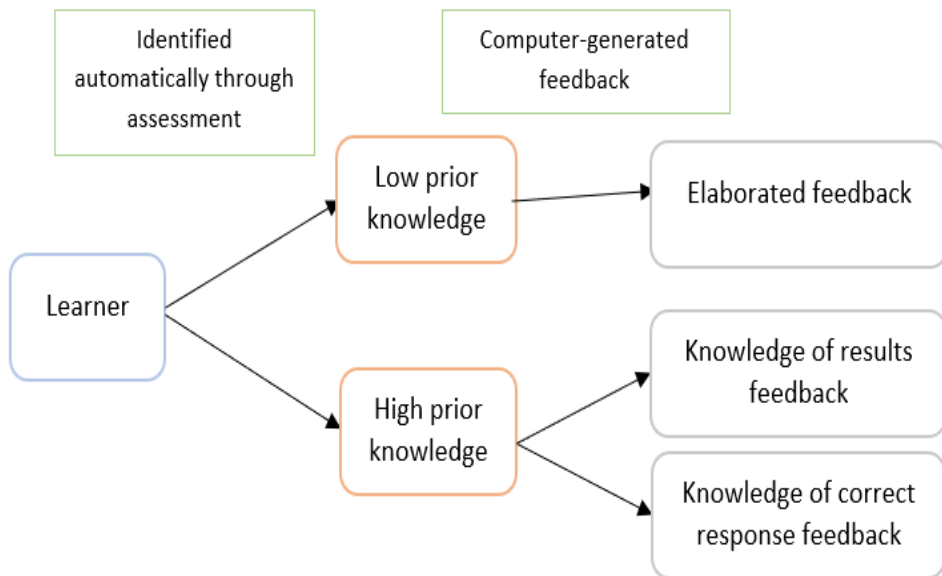 Identified
automatically through
assessment
Computer-generated
feedback
Low prior
knowledge
Elaborated feedback
Learner
Knowledge of results
feedback
High prior
knowledge
Knowledge of correct
response feedback